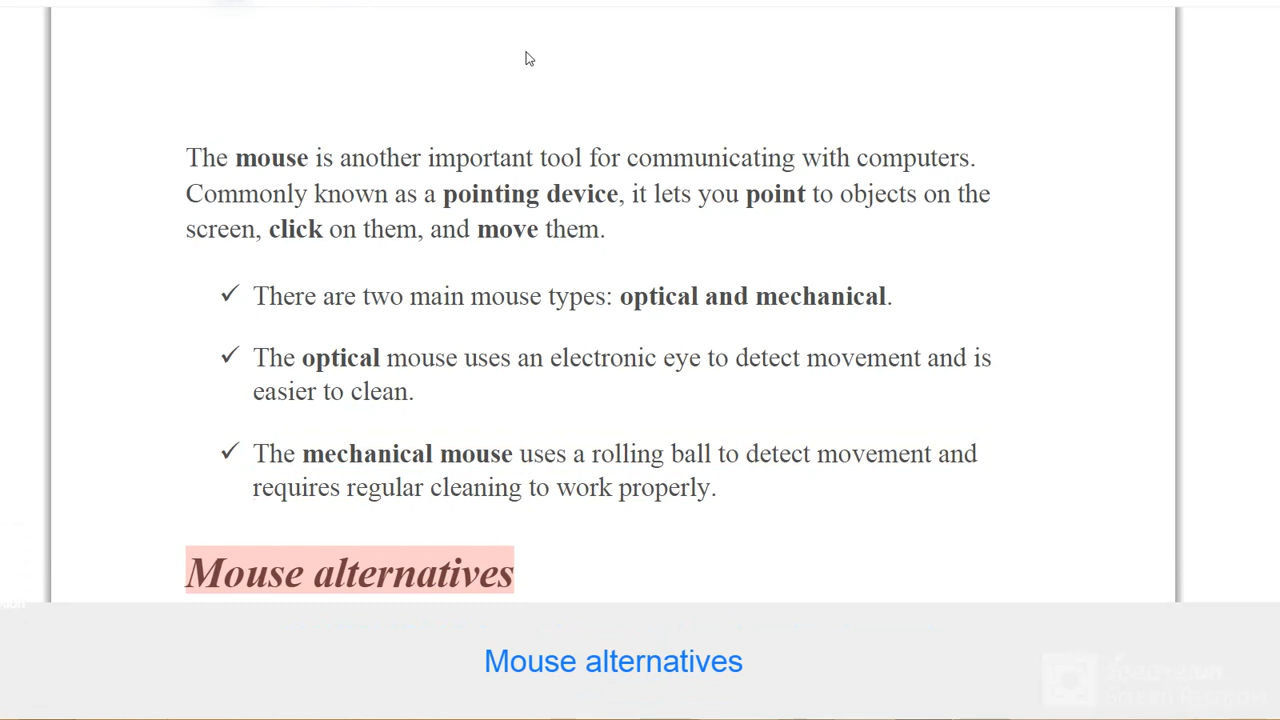 The mouse is another important tool for communicating with computers.
Commonly known as a pointing device, it lets you point to objects on the
screen, click on them, and move them.
✓ There are two main mouse types: optical and mechanical.
✓ The optical mouse uses an electronic eye to detect movement and is
easier to clean.
✓ The mechanical mouse uses a rolling ball to detect movement and
requires regular cleaning to work properly.
Mouse alternatives
Mouse alternatives